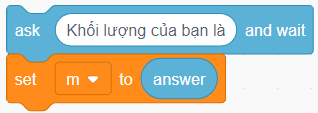 ask Khối lượng của bạn là and wait
set m to answer